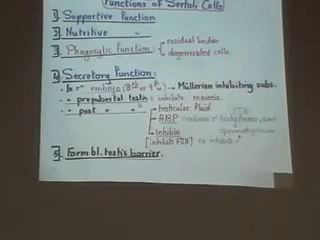 Functions of Sertoli Cells
1] Supportive Function
2] Nutritive "
3] Phagocytic Function: residual bodies
degenerated cells.
4] Secretory Function:
- In ♂ embryo (8th or 9th) → Müllerian inhibiting subs.
- " prepubertal testis: inhibits meiosis.
- " post " " testicular fluid
ABP combine
Inhibin
[inhibits FSH]
5] Form bl. testis barrier.